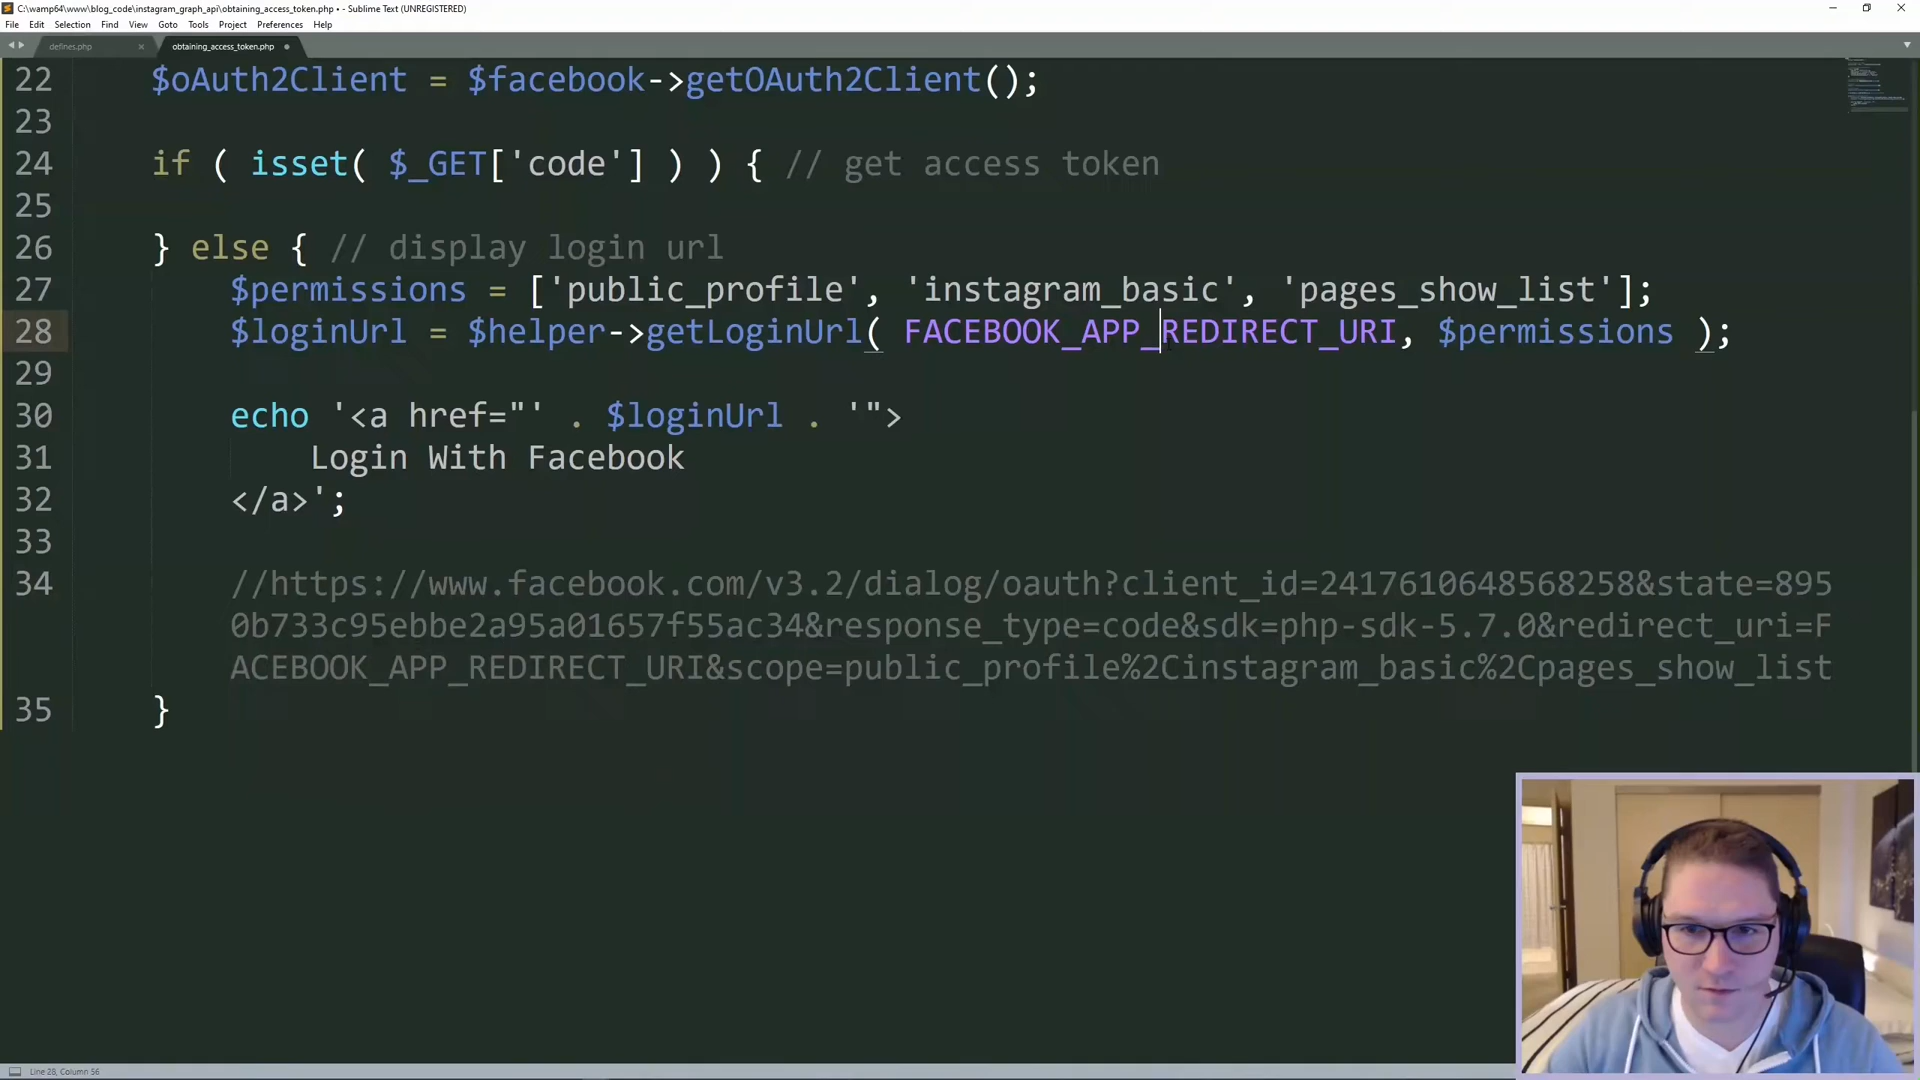 C:\wamp64\www\blog_code\instagram_graph_api\obtaining_access_token.php • - Sublime Text (UNREGISTERED)
File Edit Selection Find View Goto Tools Project Preferences Help
defines.php obtaining_access_token.php
22 $oAuth2Client = $facebook->getOAuth2Client();
23
24 if ( isset( $_GET['code'] ) ) { // get access token
25
26 } else { // display login url
27 $permissions = ['public_profile', 'instagram_basic', 'pages_show_list'];
28 $loginUrl = $helper->getLoginUrl( FACEBOOK_APP_REDIRECT_URI, $permissions );
29
30 echo '<a href="' . $loginUrl . '">
31 Login With Facebook
32 </a>';
33
34 //https://www.facebook.com/v3.2/dialog/oauth?client_id=2417610648568258&state=895
0b733c95ebbe2a95a01657f55ac34&response_type=code&sdk=php-sdk-5.7.0&redirect_uri=F
ACEBOOK_APP_REDIRECT_URI&scope=public_profile%2Cinstagram_basic%2Cpages_show_list
35 }
Line 28, Column 56